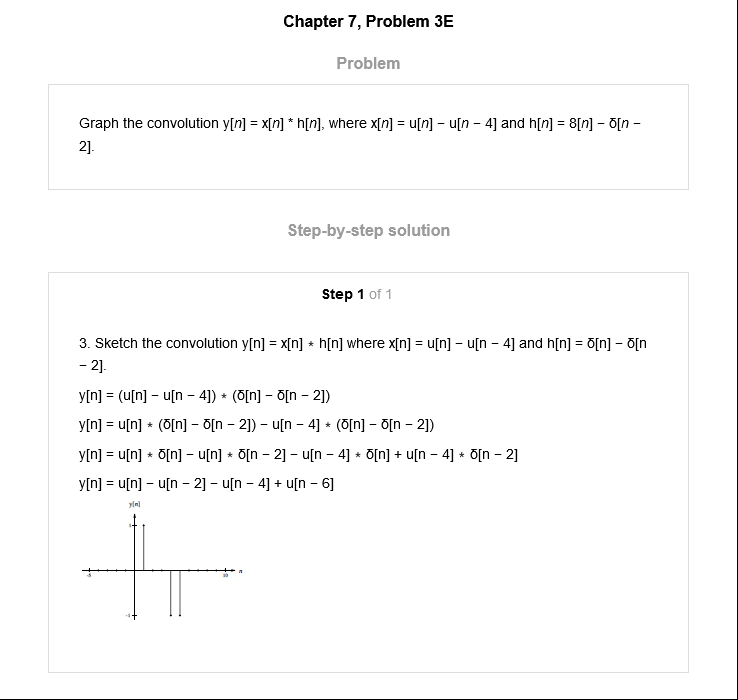 Chapter 7, Problem 3E
Problem
Graph the convolution y[n] = x[n] * h[n], where x[n] = u[n] − u[n − 4] and h[n] = 8[n] − δ[n −
2].
Step-by-step solution
Step 1 of 1
3. Sketch the convolution y[n] = x[n] * h[n] where x[n] = u[n] − u[n − 4] and h[n] = δ[n] − δ[n
− 2].
y[n] = (u[n] − u[n − 4]) * (δ[n] − δ[n − 2])
y[n] = u[n] * (δ[n] − δ[n − 2]) − u[n − 4] * (δ[n] − δ[n − 2])
y[n] = u[n] * δ[n] − u[n] * δ[n − 2] − u[n − 4] * δ[n] + u[n − 4] * δ[n − 2]
y[n] = u[n] − u[n − 2] − u[n − 4] + u[n − 6]
y[n]
1
-5
10
n
-1